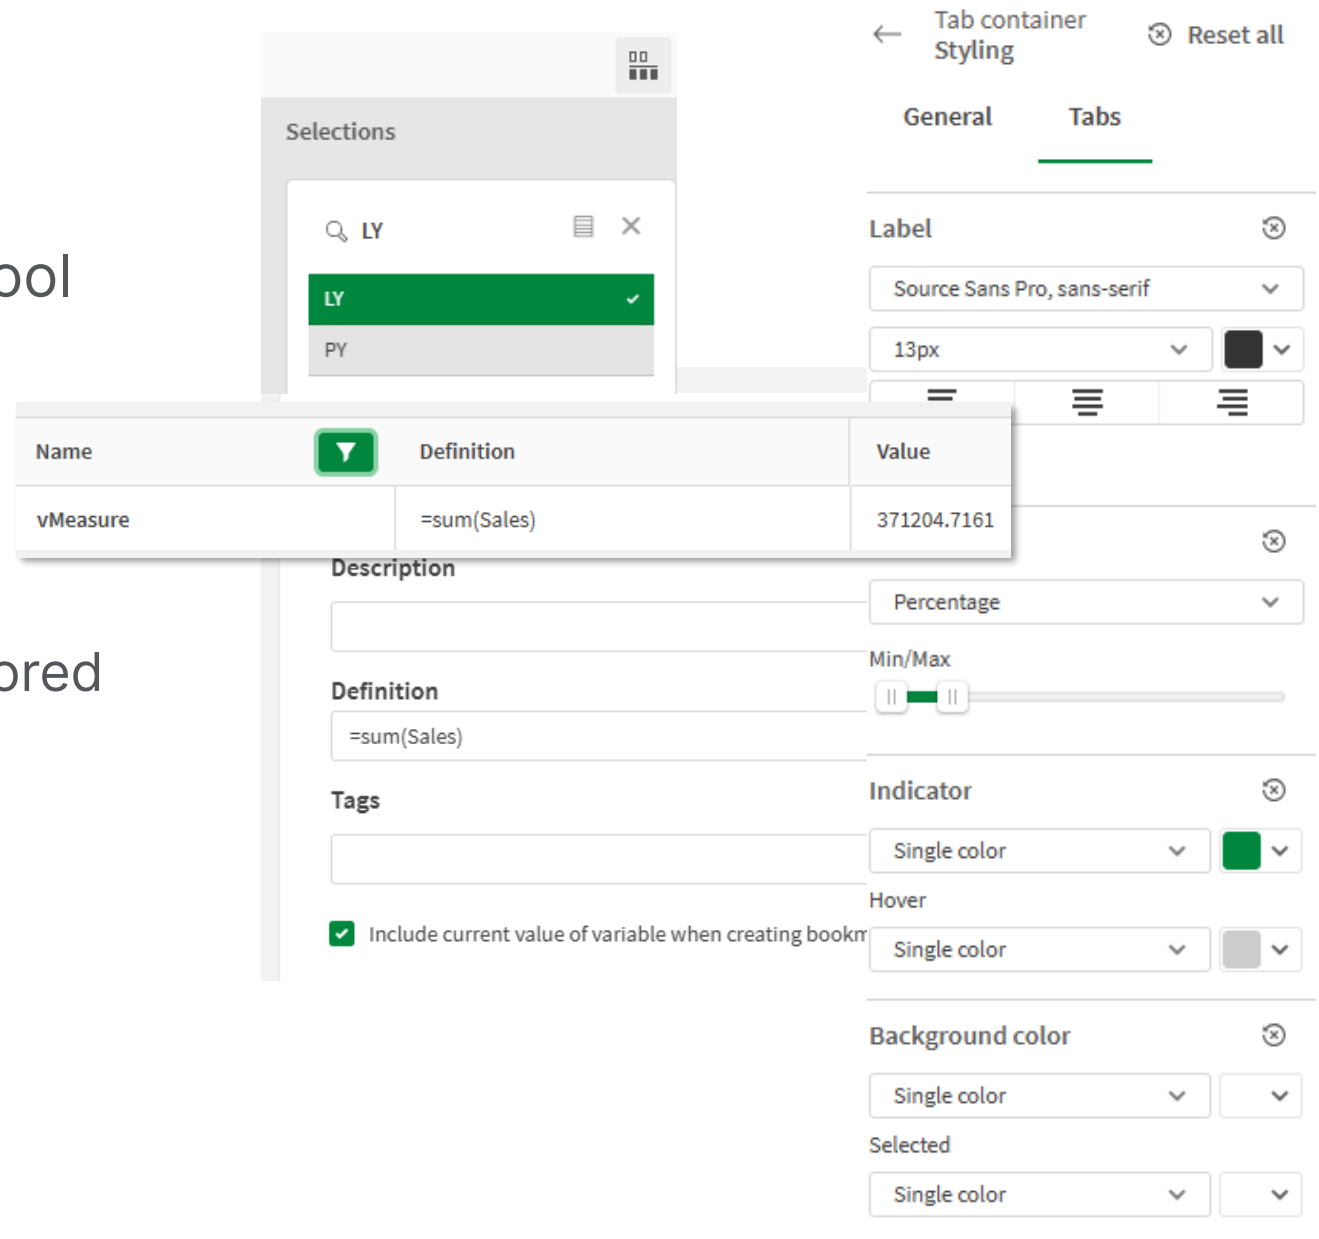 Selections
LY
LY
PY
Name Definition Value
vMeasure =sum(Sales) 371204.7161
Description
Definition
=sum(Sales)
Tags
Include current value of variable when creating
Tab container
Styling
Reset all
General Tabs
Label
Source Sans Pro, sans-serif
13px
Percentage
Min/Max
Indicator
Single color
Hover
Single color
Background color
Single color
Selected
Single color